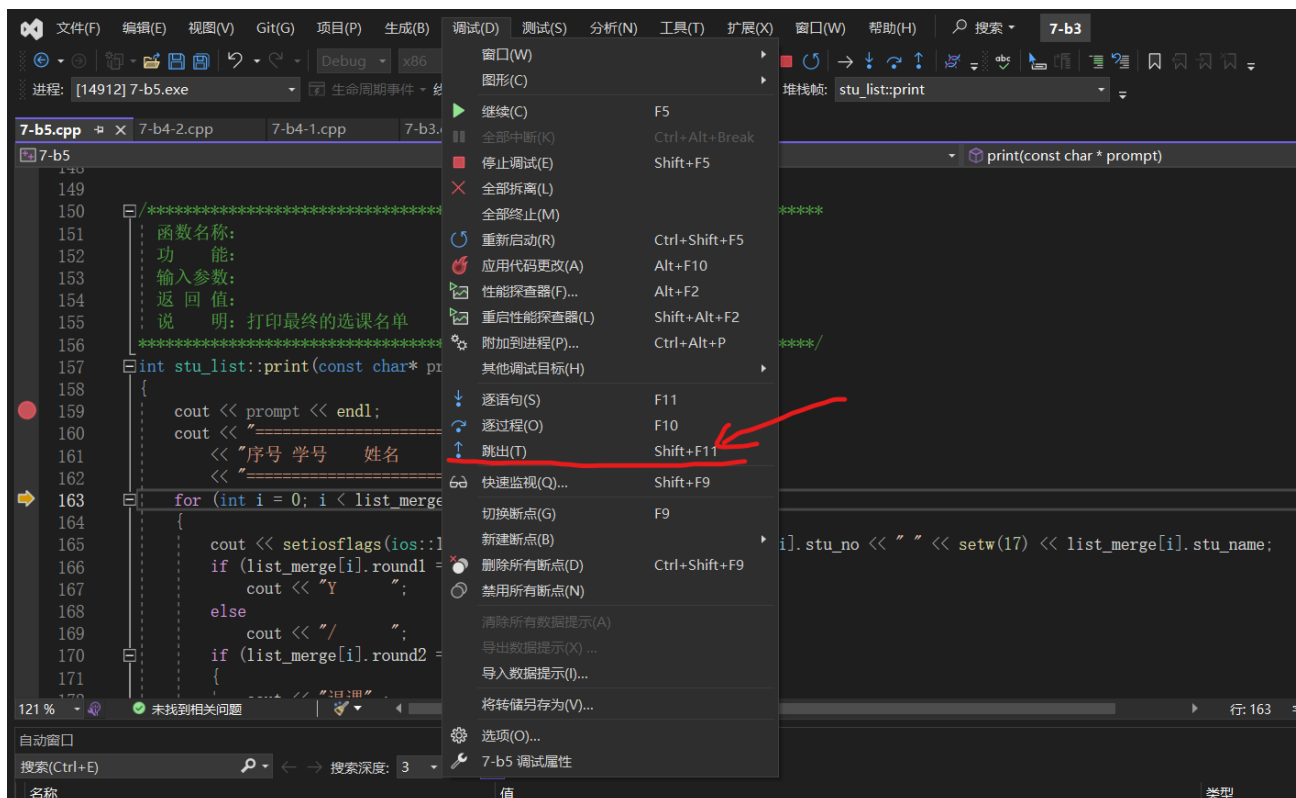 文件(F) 编辑(E) 视图(V) Git(G) 项目(P) 生成(B) 调试(D) 测试(S) 分析(N) 工具(T) 扩展(X) 窗口(W) 帮助(H) 搜索 7-b3
Debug x86
进程: [14912] 7-b5.exe 生命周期事件 堆栈帧: stu_list::print
7-b5.cpp 7-b4-2.cpp 7-b4-1.cpp 7-b3.
7-b5 print(const char * prompt)
窗口(W)
图形(C)
继续(C) F5
全部中断(K) Ctrl+Alt+Break
停止调试(E) Shift+F5
全部拆离(L)
全部终止(M)
重新启动(R) Ctrl+Shift+F5
应用代码更改(A) Alt+F10
性能探查器(F)... Alt+F2
重启性能探查器(L) Shift+Alt+F2
附加到进程(P)... Ctrl+Alt+P
其他调试目标(H)
逐语句(S) F11
逐过程(O) F10
跳出(T) Shift+F11
快速监视(Q)... Shift+F9
切换断点(G) F9
新建断点(B)
删除所有断点(D) Ctrl+Shift+F9
禁用所有断点(N)
清除所有数据提示(A)
导出数据提示(X) ...
导入数据提示(I)...
将转储另存为(V)...
选项(O)...
7-b5 调试属性
148
149
150 /*********************************
151 函数名称:
152 功 能:
153 输入参数:
154 返 回 值:
155 说 明: 打印最终的选课名单
156 **********************************/
157 int stu_list::print(const char* pr
158 {
159 cout << prompt << endl;
160 cout << "=====================
161 << "序号 学号 姓名
162 << "=====================
163 for (int i = 0; i < list_merge
164 {
165 cout << setiosflags(ios::l i].stu_no << " " << setw(17) << list_merge[i].stu_name;
166 if (list_merge[i].round1 =
167 cout << "Y ";
168 else
169 cout << "/ ";
170 if (list_merge[i].round2 =
171 {
121 % 未找到相关问题 行: 163
自动窗口
搜索(Ctrl+E) 搜索深度: 3
名称 值 类型